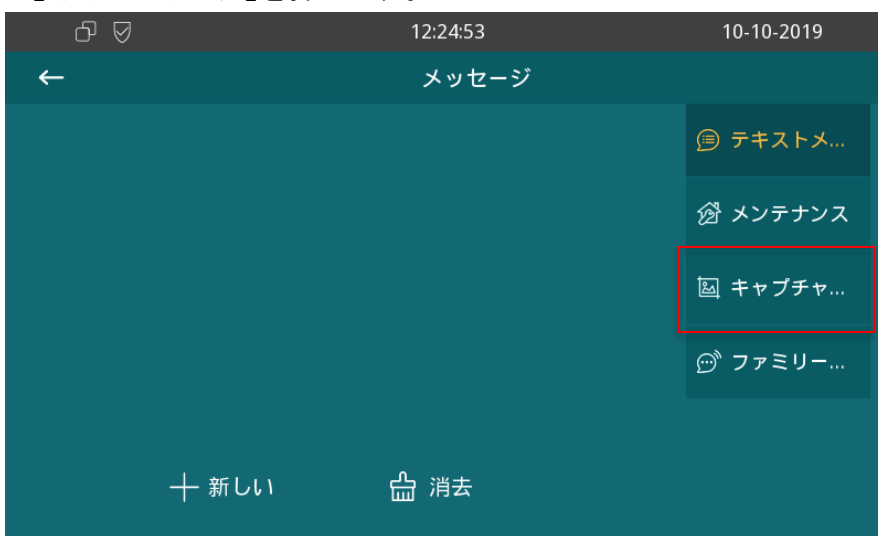 12:24:53
10-10-2019
メッセージ
テキストメ...
メンテナンス
キャプチャ...
ファミリー...
新しい
消去